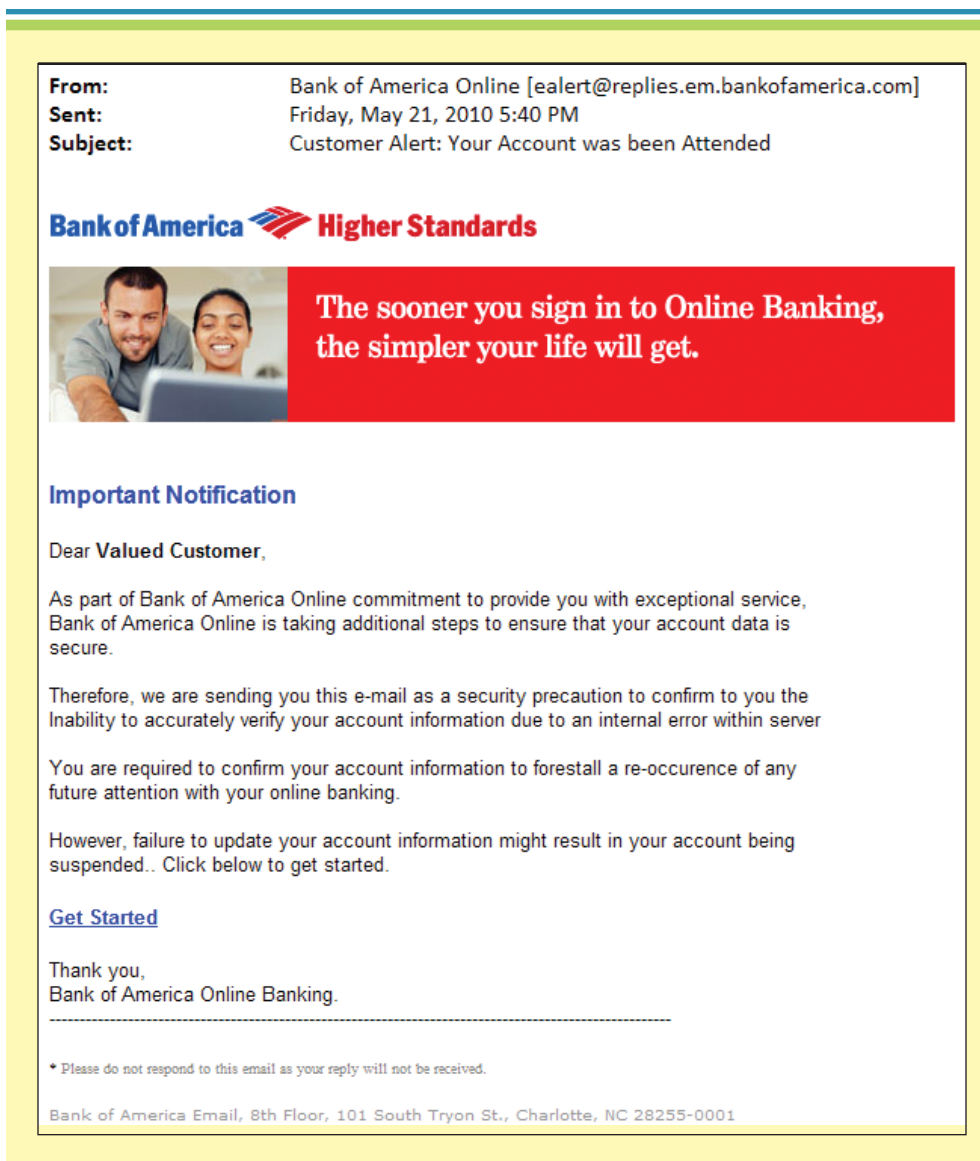 From: Bank of America Online [ealert@replies.em.bankofamerica.com]
Sent: Friday, May 21, 2010 5:40 PM
Subject: Customer Alert: Your Account was been Attended
Bank of America Higher Standards
The sooner you sign in to Online Banking,
the simpler your life will get.
Important Notification
Dear Valued Customer,
As part of Bank of America Online commitment to provide you with exceptional service,
Bank of America Online is taking additional steps to ensure that your account data is
secure.
Therefore, we are sending you this e-mail as a security precaution to confirm to you the
Inability to accurately verify your account information due to an internal error within server
You are required to confirm your account information to forestall a re-occurence of any
future attention with your online banking.
However, failure to update your account information might result in your account being
suspended.. Click below to get started.
Get Started
Thank you,
Bank of America Online Banking.
--------------------------------------------------------------------------------------------------------
* Please do not respond to this email as your reply will not be received.
Bank of America Email, 8th Floor, 101 South Tryon St., Charlotte, NC 28255-0001